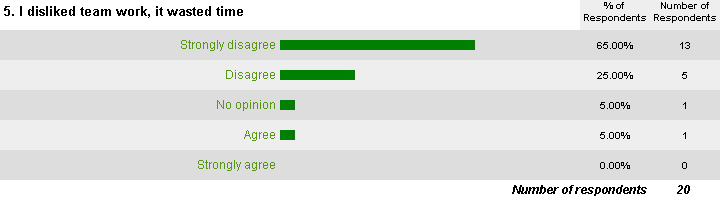 5. I disliked team work, it wasted time
% of Respondents Number of Respondents
Strongly disagree 65.00% 13
Disagree 25.00% 5
No opinion 5.00% 1
Agree 5.00% 1
Strongly agree 0.00% 0
Number of respondents 20